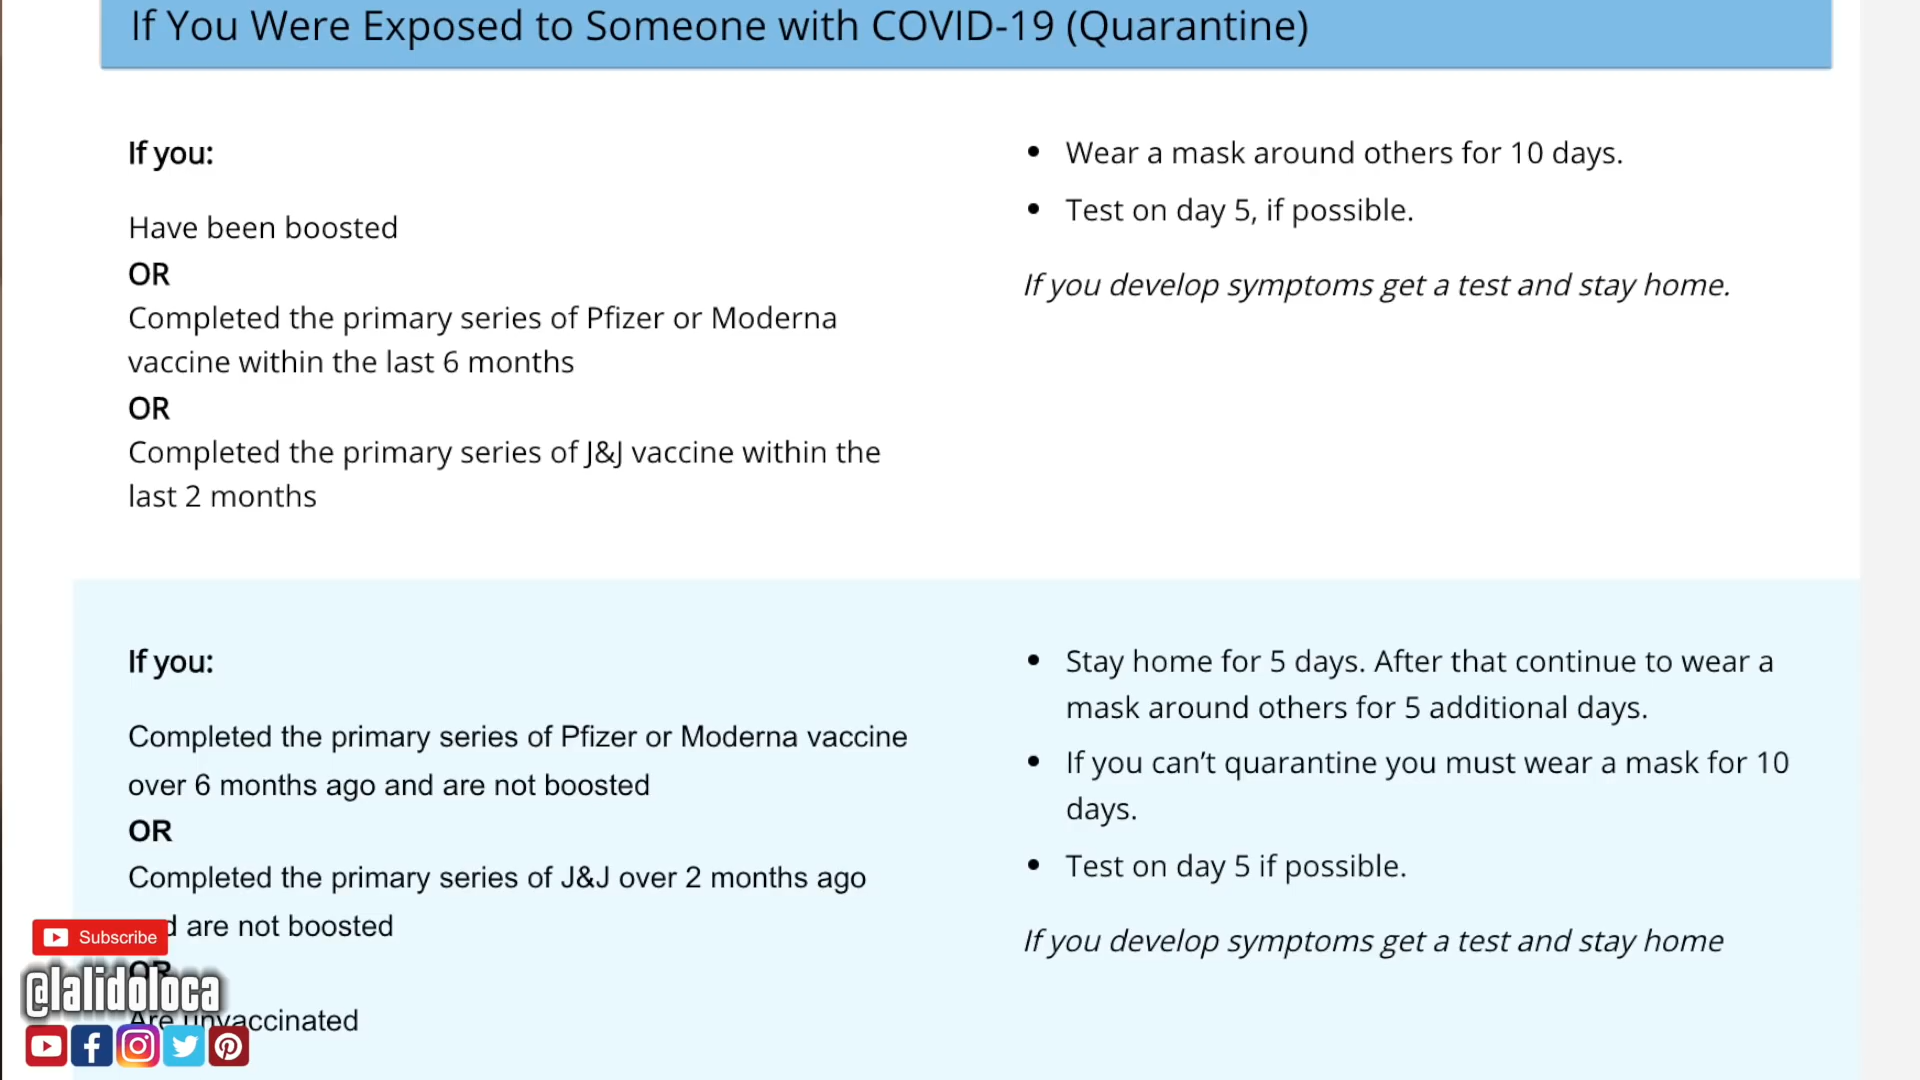 If You Were Exposed to Someone with COVID-19 (Quarantine)
If you:
Have been boosted
OR
Completed the primary series of Pfizer or Moderna
vaccine within the last 6 months
OR
Completed the primary series of J&J vaccine within the
last 2 months
• Wear a mask around others for 10 days.
• Test on day 5, if possible.
If you develop symptoms get a test and stay home.
If you:
Completed the primary series of Pfizer or Moderna vaccine
over 6 months ago and are not boosted
OR
Completed the primary series of J&J over 2 months ago
d are not boosted
OR
Are unvaccinated
• Stay home for 5 days. After that continue to wear a
mask around others for 5 additional days.
• If you can’t quarantine you must wear a mask for 10
days.
• Test on day 5 if possible.
If you develop symptoms get a test and stay home
Subscribe
@lalidoloca